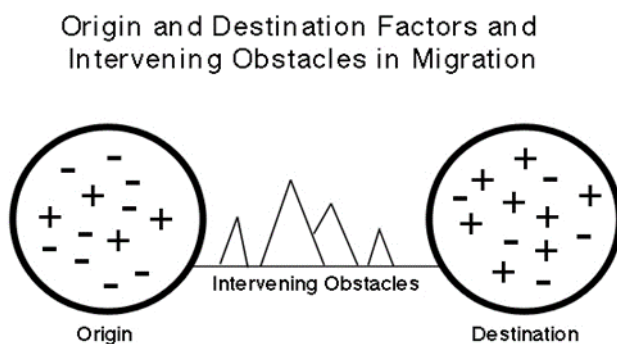 Origin and Destination Factors and
Intervening Obstacles in Migration
Intervening Obstacles
Origin
Destination